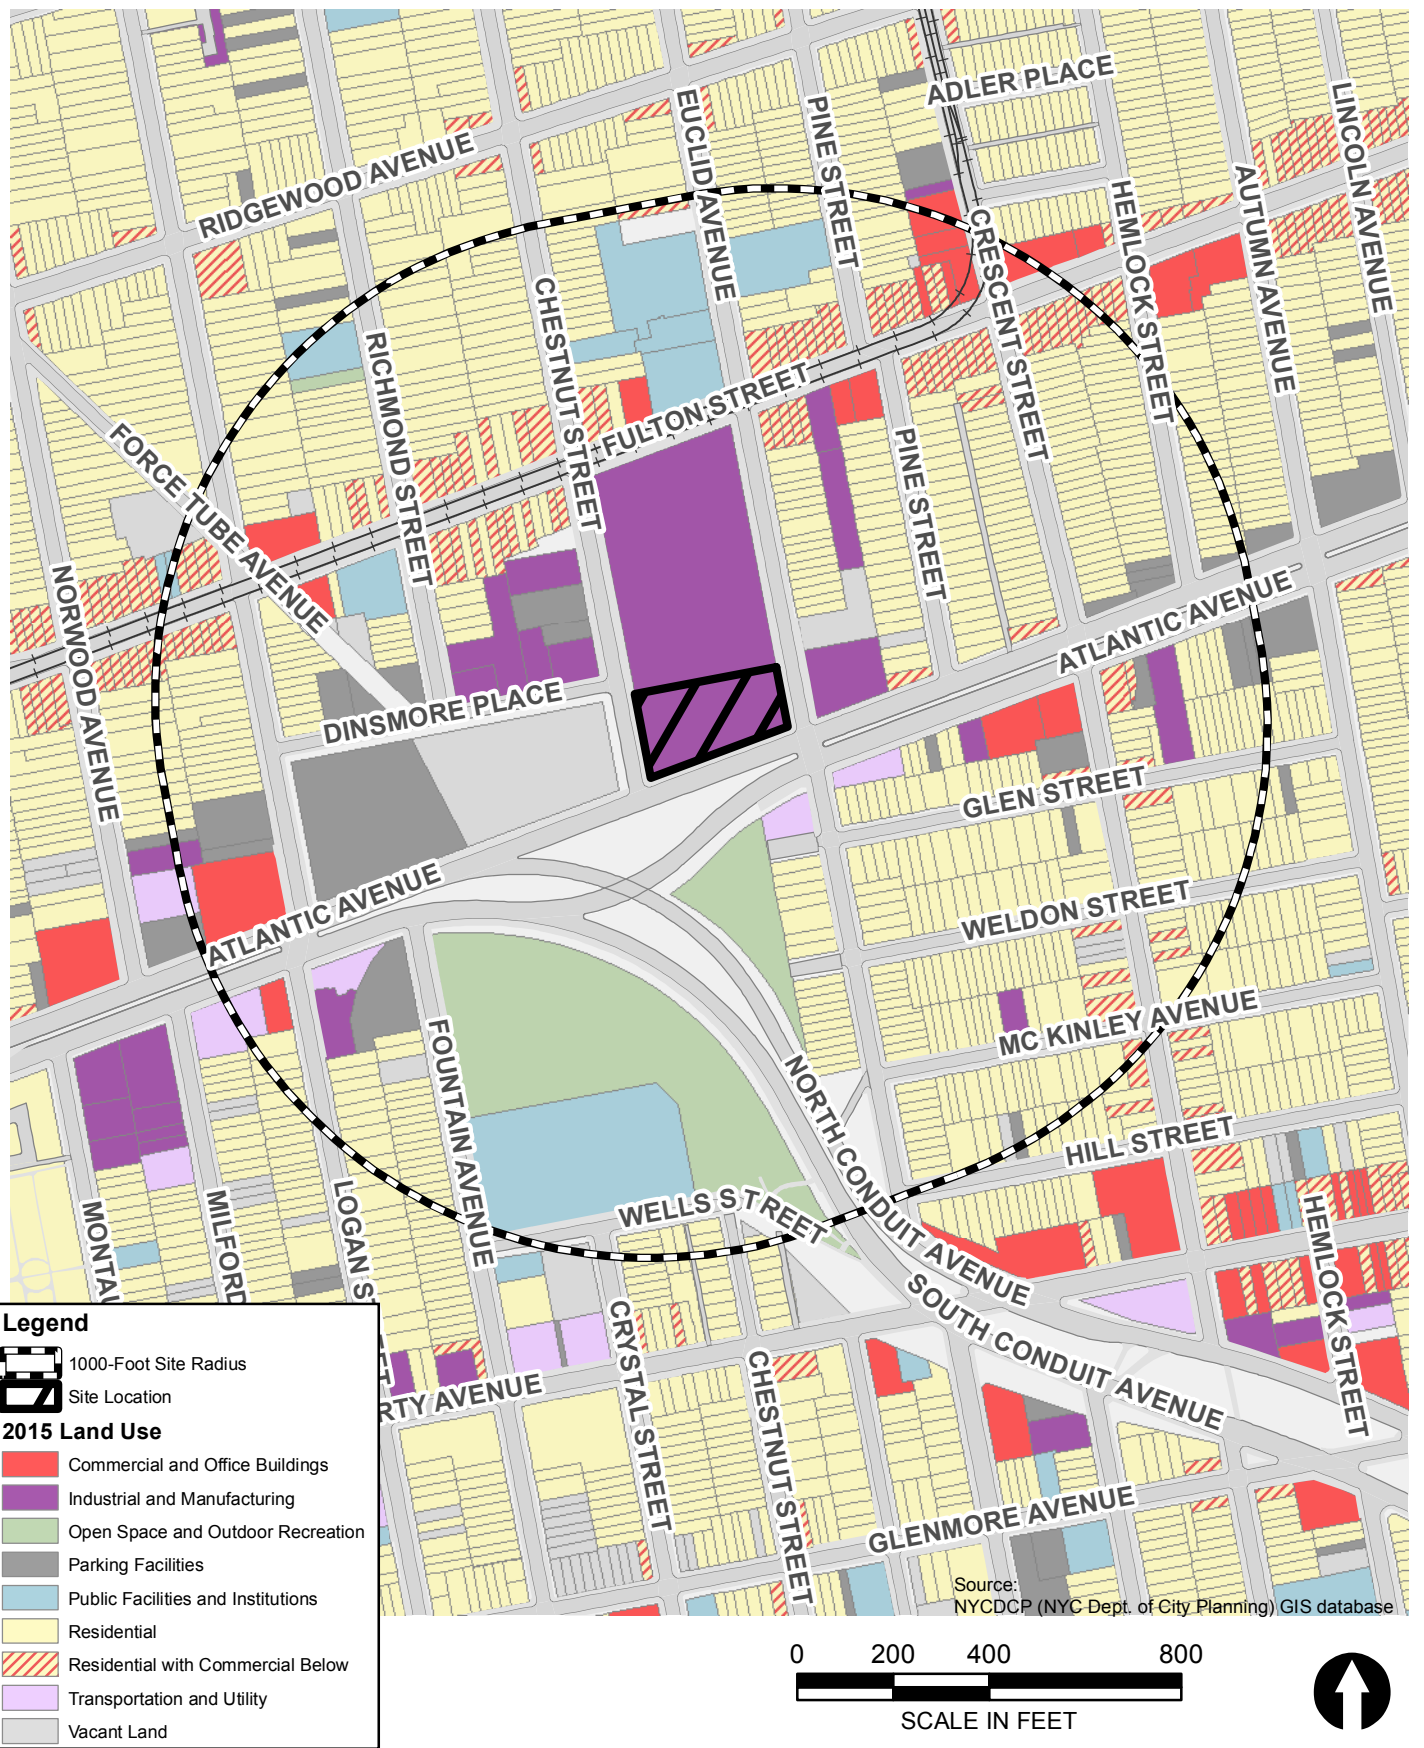 ADLER PLACE
LINCOLN AVENUE
EUCLID AVENUE
PINE STREET
RIDGEWOOD AVENUE
AUTUMN AVENUE
HEMLOCK STREET
CRESCENT STREET
CHESTNUT STREET
RICHMOND STREET
FULTON STREET
FORCE TUBE AVENUE
PINE STREET
NORWOOD AVENUE
ATLANTIC AVENUE
DINSMORE PLACE
GLEN STREET
ATLANTIC AVENUE
WELDON STREET
MC KINLEY AVENUE
FOUNTAIN AVENUE
NORTH CONDUIT AVENUE
HILL STREET
WELLS STREET
MONTAU
MILFORD
LOGAN ST
HEMLOCK STREET
SOUTH CONDUIT AVENUE
CRYSTAL STREET
CHESTNUT STREET
RTY AVENUE
GLENMORE AVENUE
Legend
1000-Foot Site Radius
Site Location
2015 Land Use
Commercial and Office Buildings
Industrial and Manufacturing
Open Space and Outdoor Recreation
Parking Facilities
Public Facilities and Institutions
Residential
Residential with Commercial Below
Transportation and Utility
Vacant Land
Source:
NYCDCP (NYC Dept. of City Planning) GIS database
0 200 400 800
SCALE IN FEET